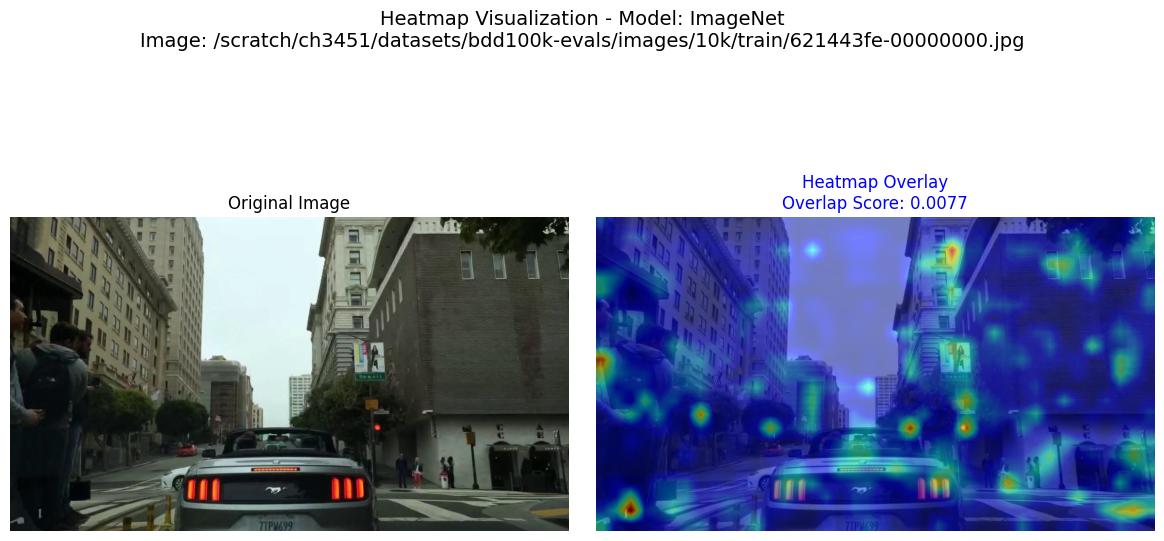 Heatmap Visualization - Model: ImageNet
Image: /scratch/ch3451/datasets/bdd100k-evals/images/10k/train/621443fe-00000000.jpg
Original Image
Heatmap Overlay
Overlap Score: 0.0077